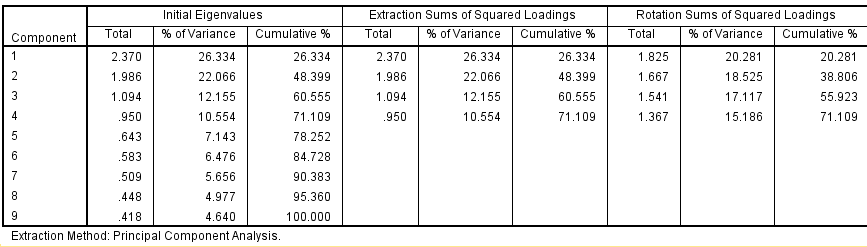 Initial Eigenvalues Extraction Sums of Squared Loadings Rotation Sums of Squared Loadings
Component Total % of Variance Cumulative % Total % of Variance Cumulative % Total % of Variance Cumulative %
1 2.370 26.334 26.334 2.370 26.334 26.334 1.825 20.281 20.281
2 1.986 22.066 48.399 1.986 22.066 48.399 1.667 18.525 38.806
3 1.094 12.155 60.555 1.094 12.155 60.555 1.541 17.117 55.923
4 .950 10.554 71.109 .950 10.554 71.109 1.367 15.186 71.109
5 .643 7.143 78.252
6 .583 6.476 84.728
7 .509 5.656 90.383
8 .448 4.977 95.360
9 .418 4.640 100.000
Extraction Method: Principal Component Analysis.